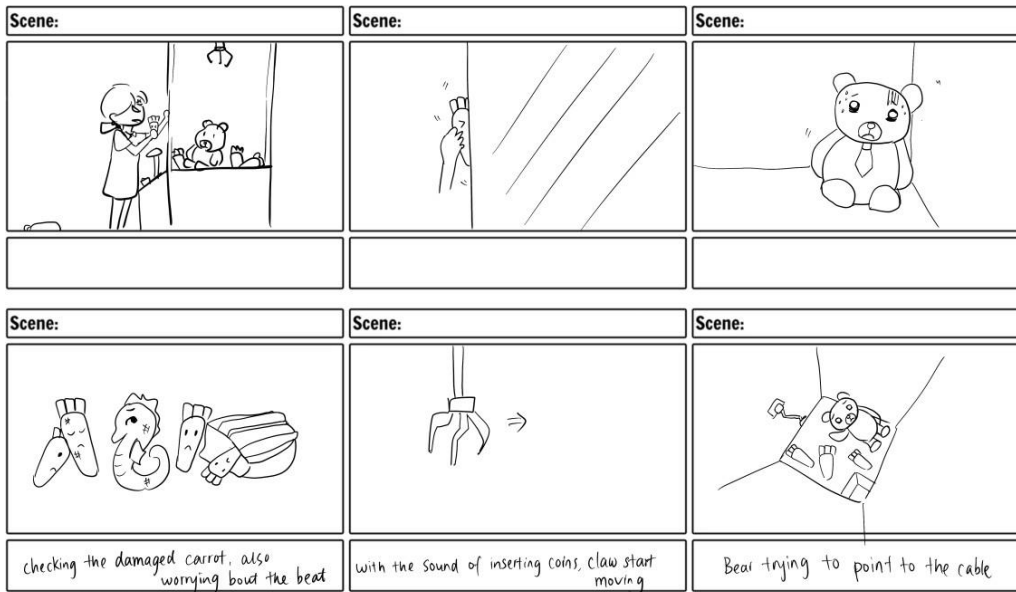 Scene:
Scene:
Scene:
Scene:
Scene:
Scene:
checking the damaged carrot, also
worrying bout the beat
with the sound of inserting coins, claw start
moving
Bear trying to point to the cable